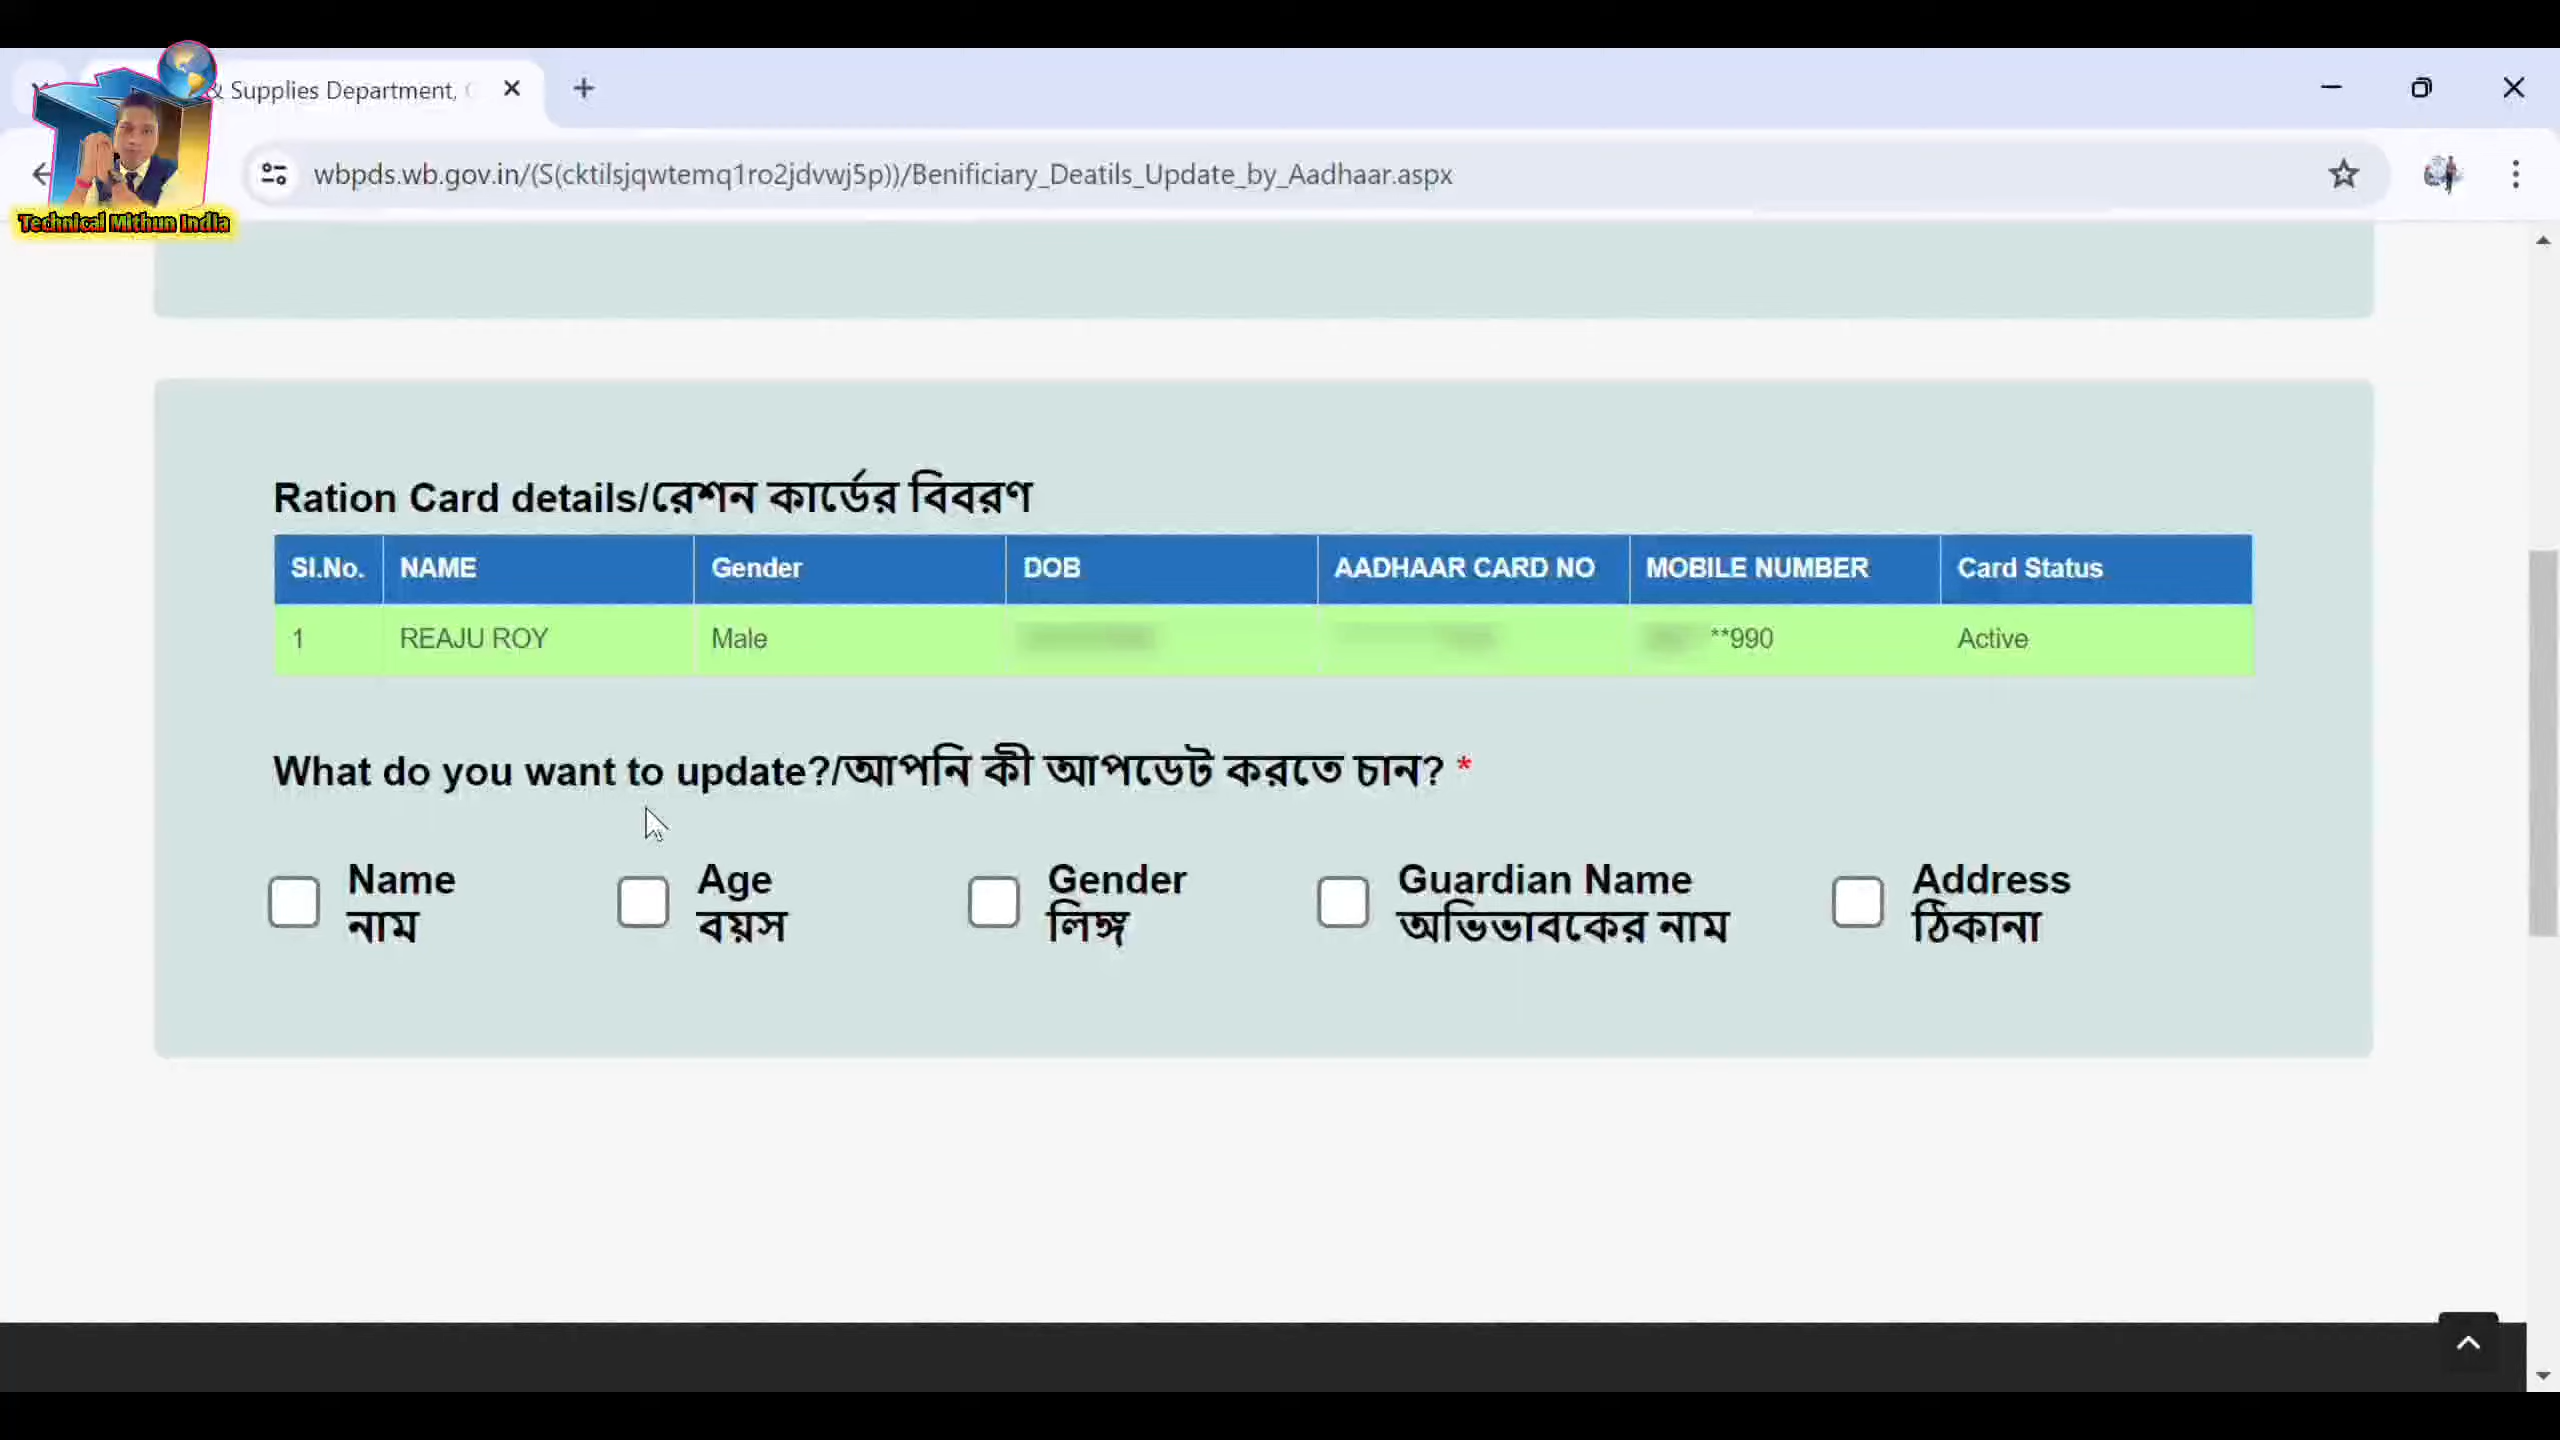 & Supplies Department,
wbpds.wb.gov.in/(S(cktilsjqwtemq1ro2jdvwj5p))/Benificiary_Deatils_Update_by_Aadhaar.aspx
Technical Mithun India
Ration Card details/রেশন কার্ডের বিবরণ
Sl.No. NAME Gender DOB AADHAAR CARD NO MOBILE NUMBER Card Status
1 REAJU ROY Male **990 Active
What do you want to update?/আপনি কী আপডেট করতে চান? *
Name Age Gender Guardian Name Address
নাম বয়স লিঙ্গ অভিভাবকের নাম ঠিকানা